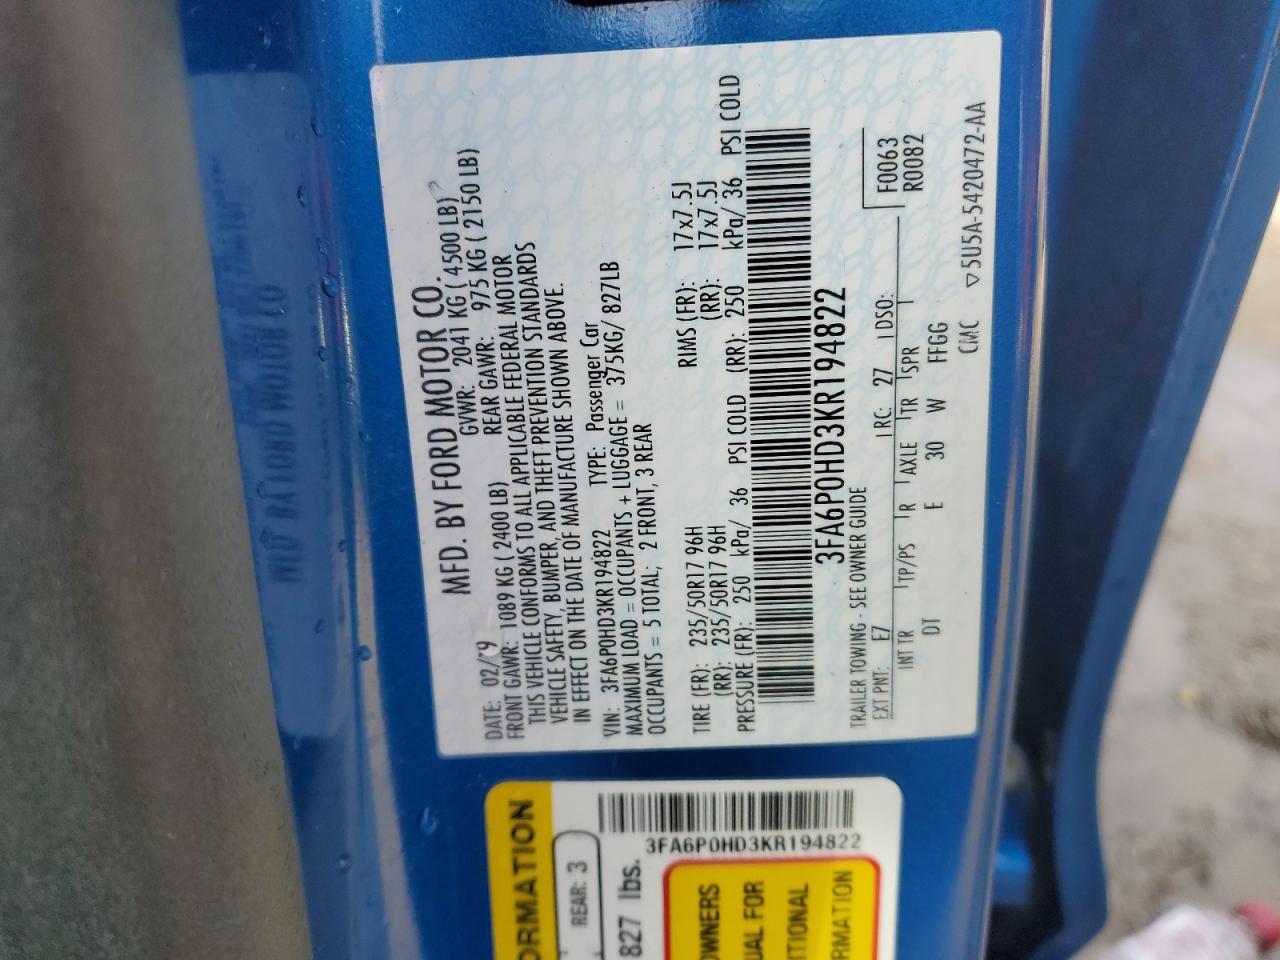 MFD. BY FORD MOTOR CO.
DATE: 02/19 GVWR: 2041 KG ( 4500 LB)
FRONT GAWR: 1089 KG ( 2400 LB) REAR GAWR: 975 KG ( 2150 LB)
THIS VEHICLE CONFORMS TO ALL APPLICABLE FEDERAL MOTOR
VEHICLE SAFETY, BUMPER, AND THEFT PREVENTION STANDARDS
IN EFFECT ON THE DATE OF MANUFACTURE SHOWN ABOVE.
VIN: 3FA6P0HD3KR194822 TYPE: Passenger Car
MAXIMUM LOAD = OCCUPANTS + LUGGAGE = 375KG/ 827LB
OCCUPANTS = 5 TOTAL; 2 FRONT, 3 REAR
TIRE (FR): 235/50R17 96H RIMS (FR): 17x7.5J
(RR): 235/50R17 96H (RR): 17x7.5J
PRESSURE (FR): 250 kPa/ 36 PSI COLD (RR): 250 kPa/ 36 PSI COLD
3FA6P0HD3KR194822
F0063
R0082
TRAILER TOWING - SEE OWNER GUIDE
EXT PNT: E7 RC: 27 DSO:
INT TR TP/PS R AXLE TR SPR
DT E 30 W FFGG
CMC ▽5U5A-5420472-AA
ORMATION
REAR: 3
827 lbs.
3FA6P0HD3KR194822
OWNERS
UAL FOR
ITIONAL
RMATION